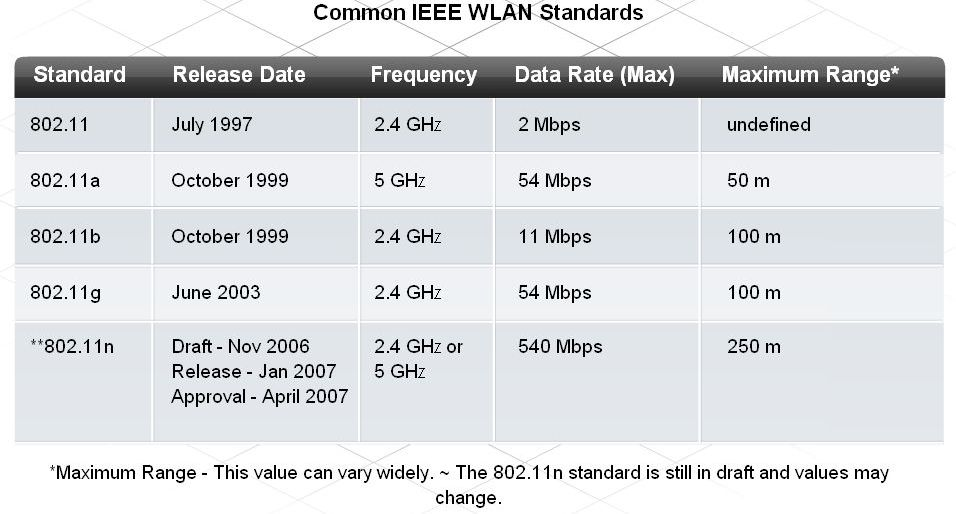 Common IEEE WLAN Standards
Standard Release Date Frequency Data Rate (Max) Maximum Range*
802.11 July 1997 2.4 GHz 2 Mbps undefined
802.11a October 1999 5 GHz 54 Mbps 50 m
802.11b October 1999 2.4 GHz 11 Mbps 100 m
802.11g June 2003 2.4 GHz 54 Mbps 100 m
**802.11n Draft - Nov 2006 2.4 GHz or 540 Mbps 250 m
Release - Jan 2007 5 GHz
Approval - April 2007
*Maximum Range - This value can vary widely. ~ The 802.11n standard is still in draft and values may
change.